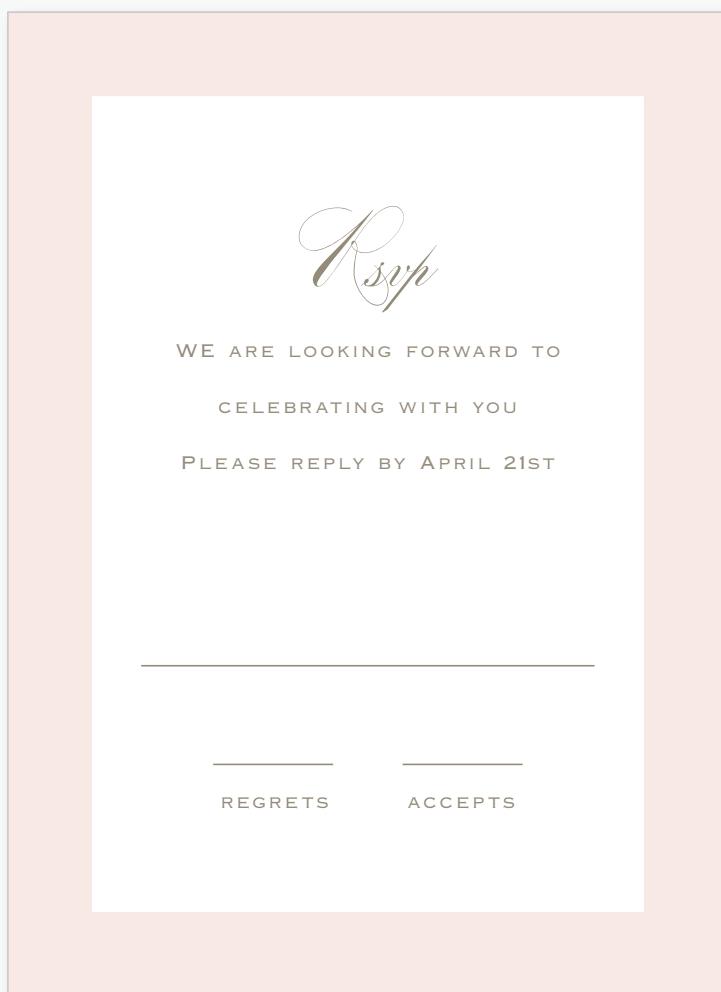 Rsvp
WE ARE LOOKING FORWARD TO
CELEBRATING WITH YOU
PLEASE REPLY BY APRIL 21ST
REGRETS ACCEPTS